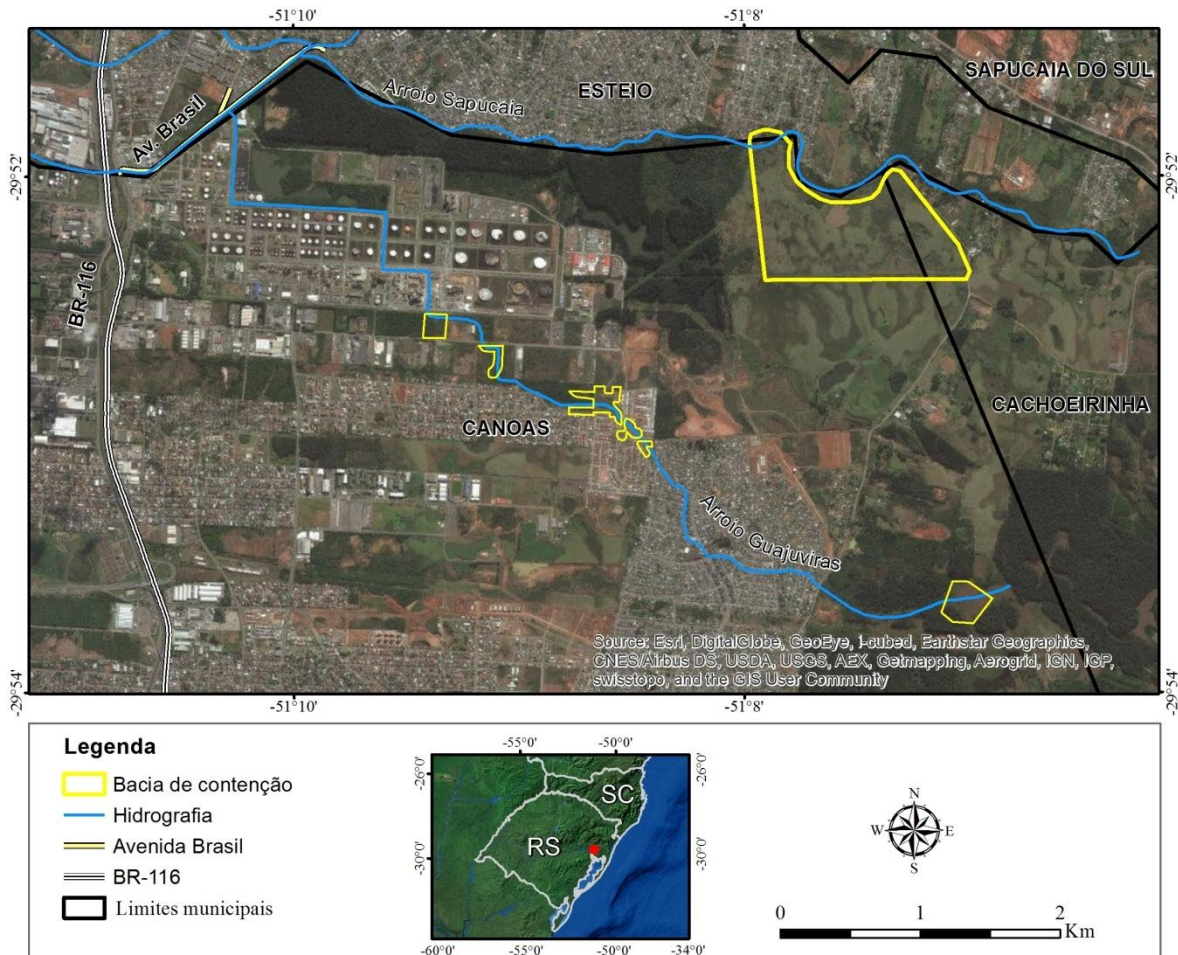 -51°10'
-51°8'
SAPUCAIA DO SUL
ESTEIO
Arroio Sapucaia
Av. Brasil
-29°52'
-29°52'
BR-116
CACHOEIRINHA
CANOAS
Arroio Guajuviras
Source: Esri, DigitalGlobe, GeoEye, i-cubed, Earthstar Geographics,
CNES/Airbus DS, USDA, USGS, AEX, Getmapping, Aerogrid, IGN, IGP,
swisstopo, and the GIS User Community
-29°54'
-29°54'
-51°10'
-51°8'
Legenda
Bacia de contenção
Hidrografia
Avenida Brasil
BR-116
Limites municipais
-55°0'
-50°0'
-26°0'
-26°0'
SC
RS
-30°0'
-30°0'
-60°0'
-55°0'
-50°0'
-34°0'
N
W
E
S
0
1
2
Km